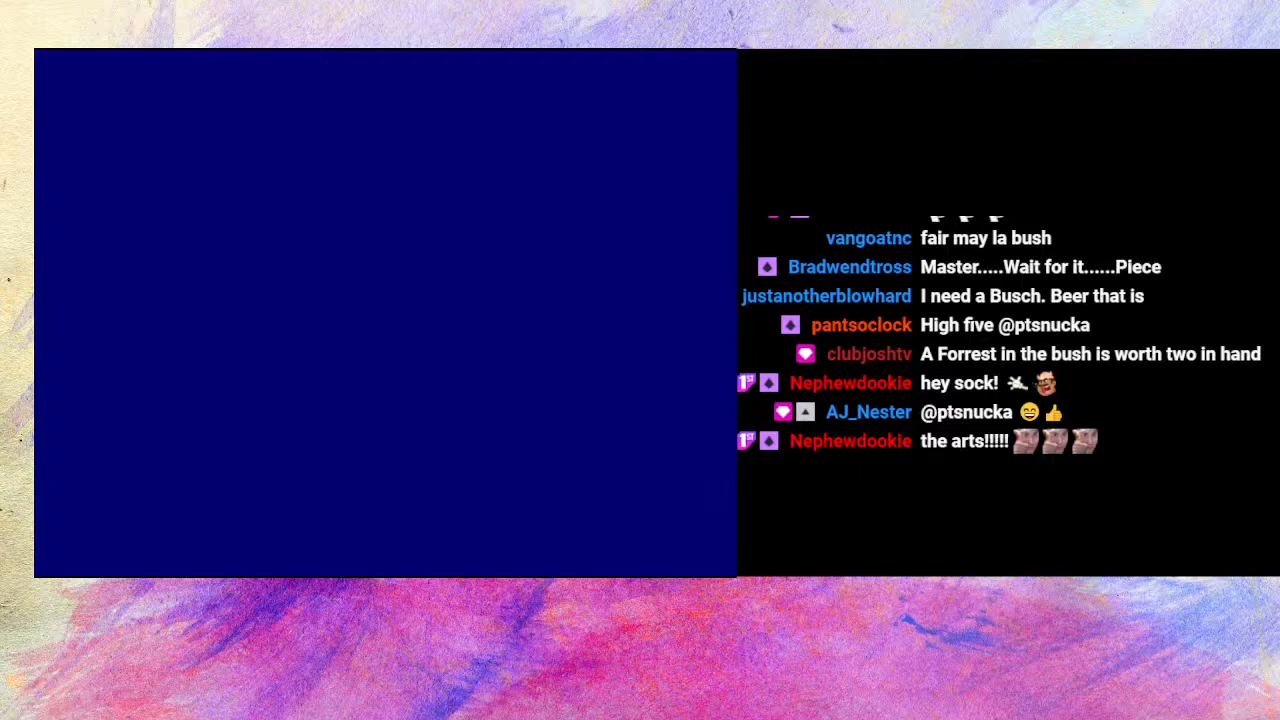 vangoatnc fair may la bush
Bradwendtross Master.....Wait for it......Piece
justanotherblowhard I need a Busch. Beer that is
pantsoclock High five @ptsnucka
clubjoshtv A Forrest in the bush is worth two in hand
1ST Nephewdookie hey sock!
AJ_Nester @ptsnucka
1ST Nephewdookie the arts!!!!!